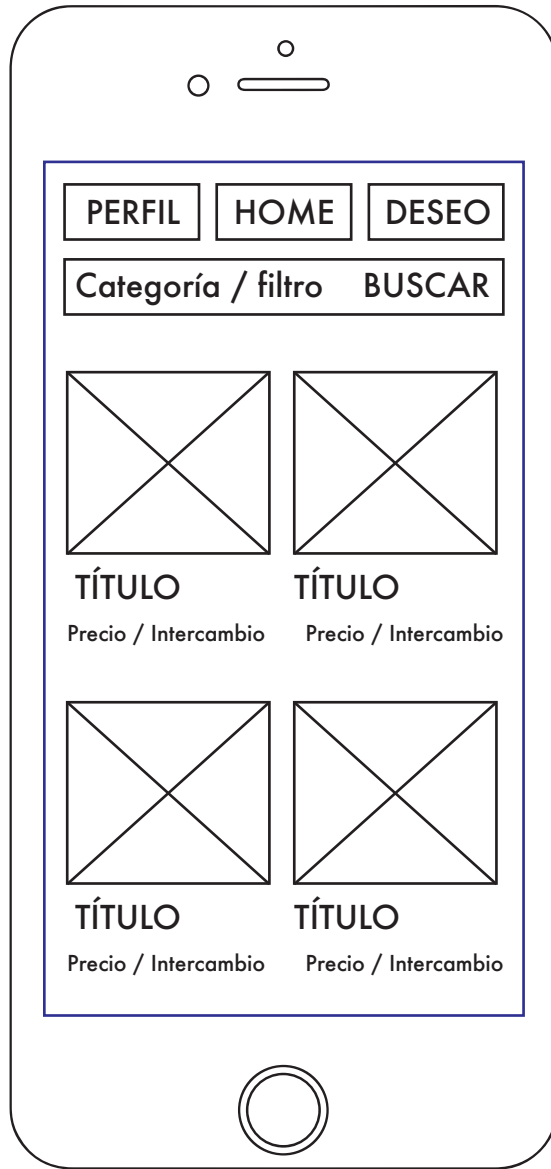 PERFIL HOME DESEO
Categoría / filtro BUSCAR
TÍTULO TÍTULO
Precio / Intercambio Precio / Intercambio
TÍTULO TÍTULO
Precio / Intercambio Precio / Intercambio